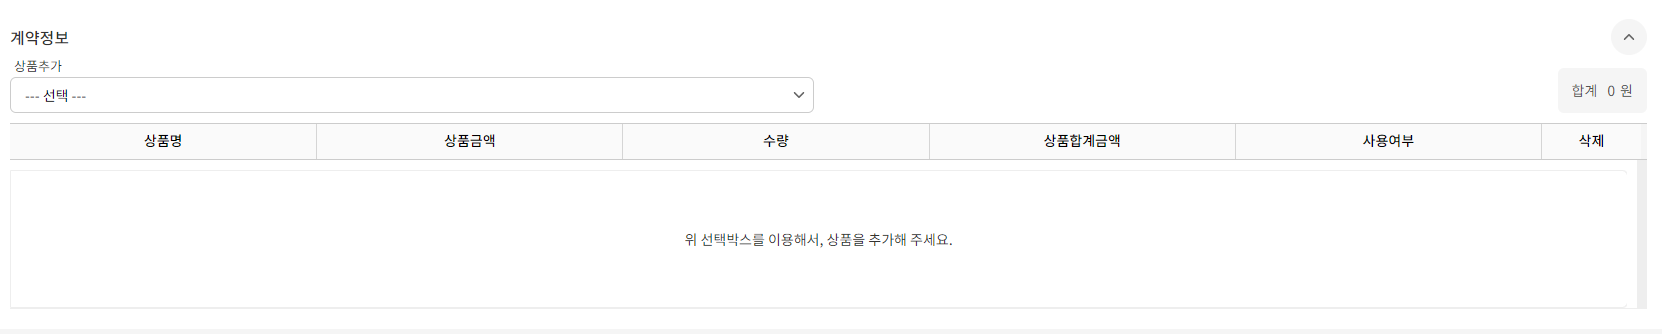 계약정보
상품추가
--- 선택 ---
합계 0 원
상품명 상품금액 수량 상품합계금액 사용여부 삭제
위 선택박스를 이용해서, 상품을 추가해 주세요.